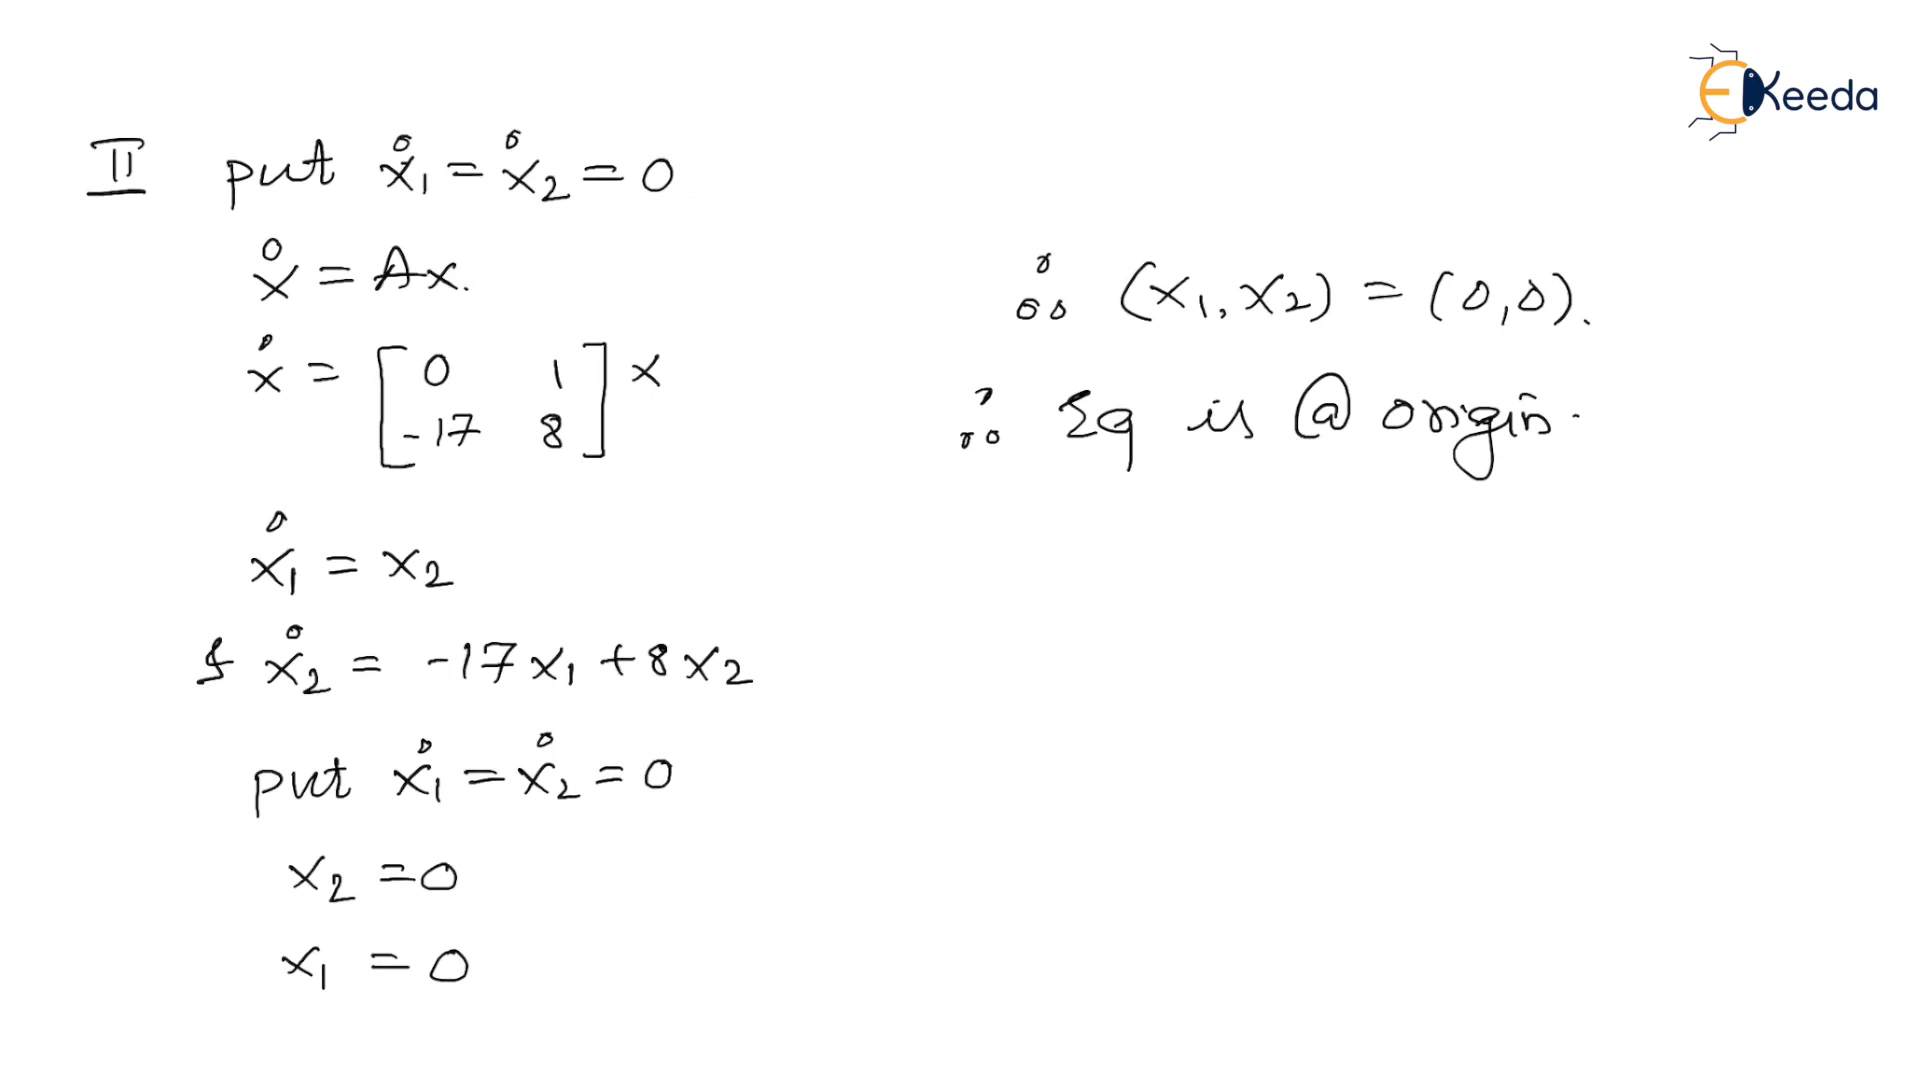 EKeeda
II put ẋ₁ = ẋ₂ = 0
ẋ = Ax.
ẋ = [ 0 1 ] x
[ -17 8 ]
ẋ₁ = x₂
& ẋ₂ = -17x₁ + 8x₂
put ẋ₁ = ẋ₂ = 0
x₂ = 0
x₁ = 0
∴ (x₁, x₂) = (0,0).
∴ Eq is @ origin.